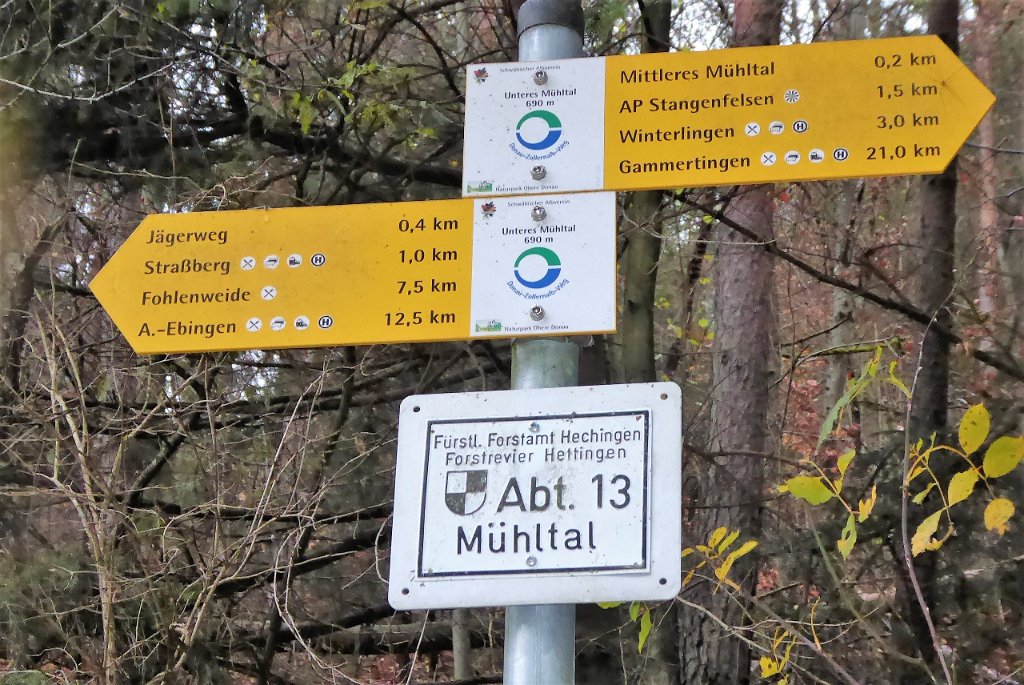 Schwäbischer Albverein
Unteres Mühltal
690 m
Donau-Zollernalb-Weg
Naturpark Obere Donau
Mittleres Mühltal 0,2 km
AP Stangenfelsen 1,5 km
Winterlingen H 3,0 km
Gammertingen H 21,0 km
Jägerweg 0,4 km
Straßberg H 1,0 km
Fohlenweide 7,5 km
A.-Ebingen H 12,5 km
Schwäbischer Albverein
Unteres Mühltal
690 m
Donau-Zollernalb-Weg
Naturpark Obere Donau
Fürstl. Forstamt Hechingen
Forstrevier Hettingen
Abt. 13
Mühltal